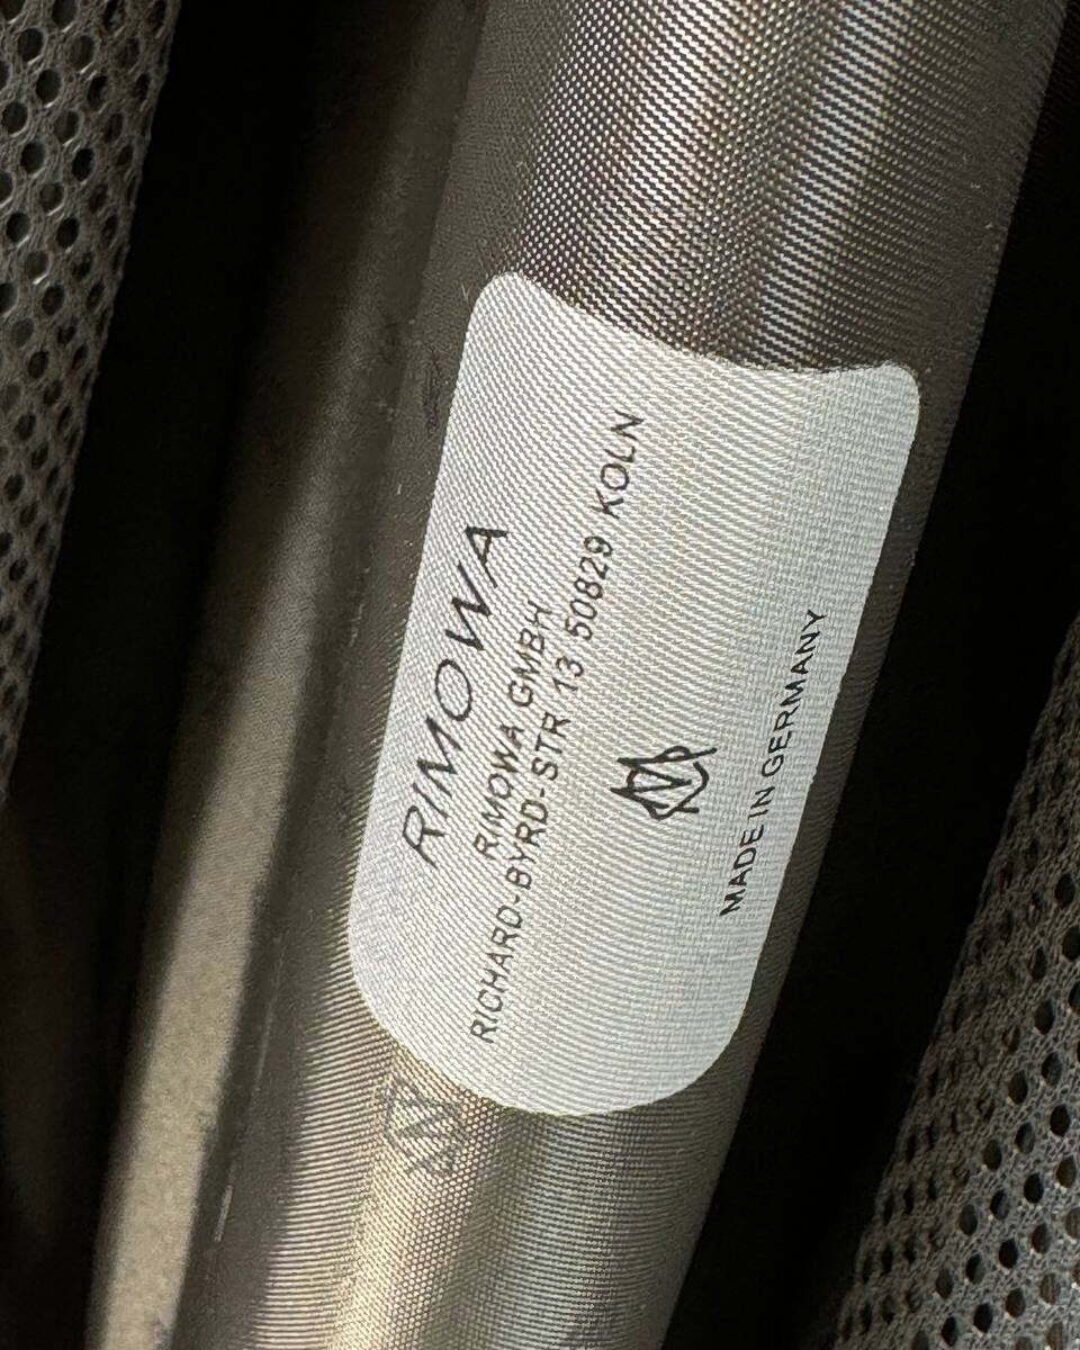 RIMOWA
RIMOWA GMBH
RICHARD-BYRD-STR 13 50829 KOLN
MADE IN GERMANY